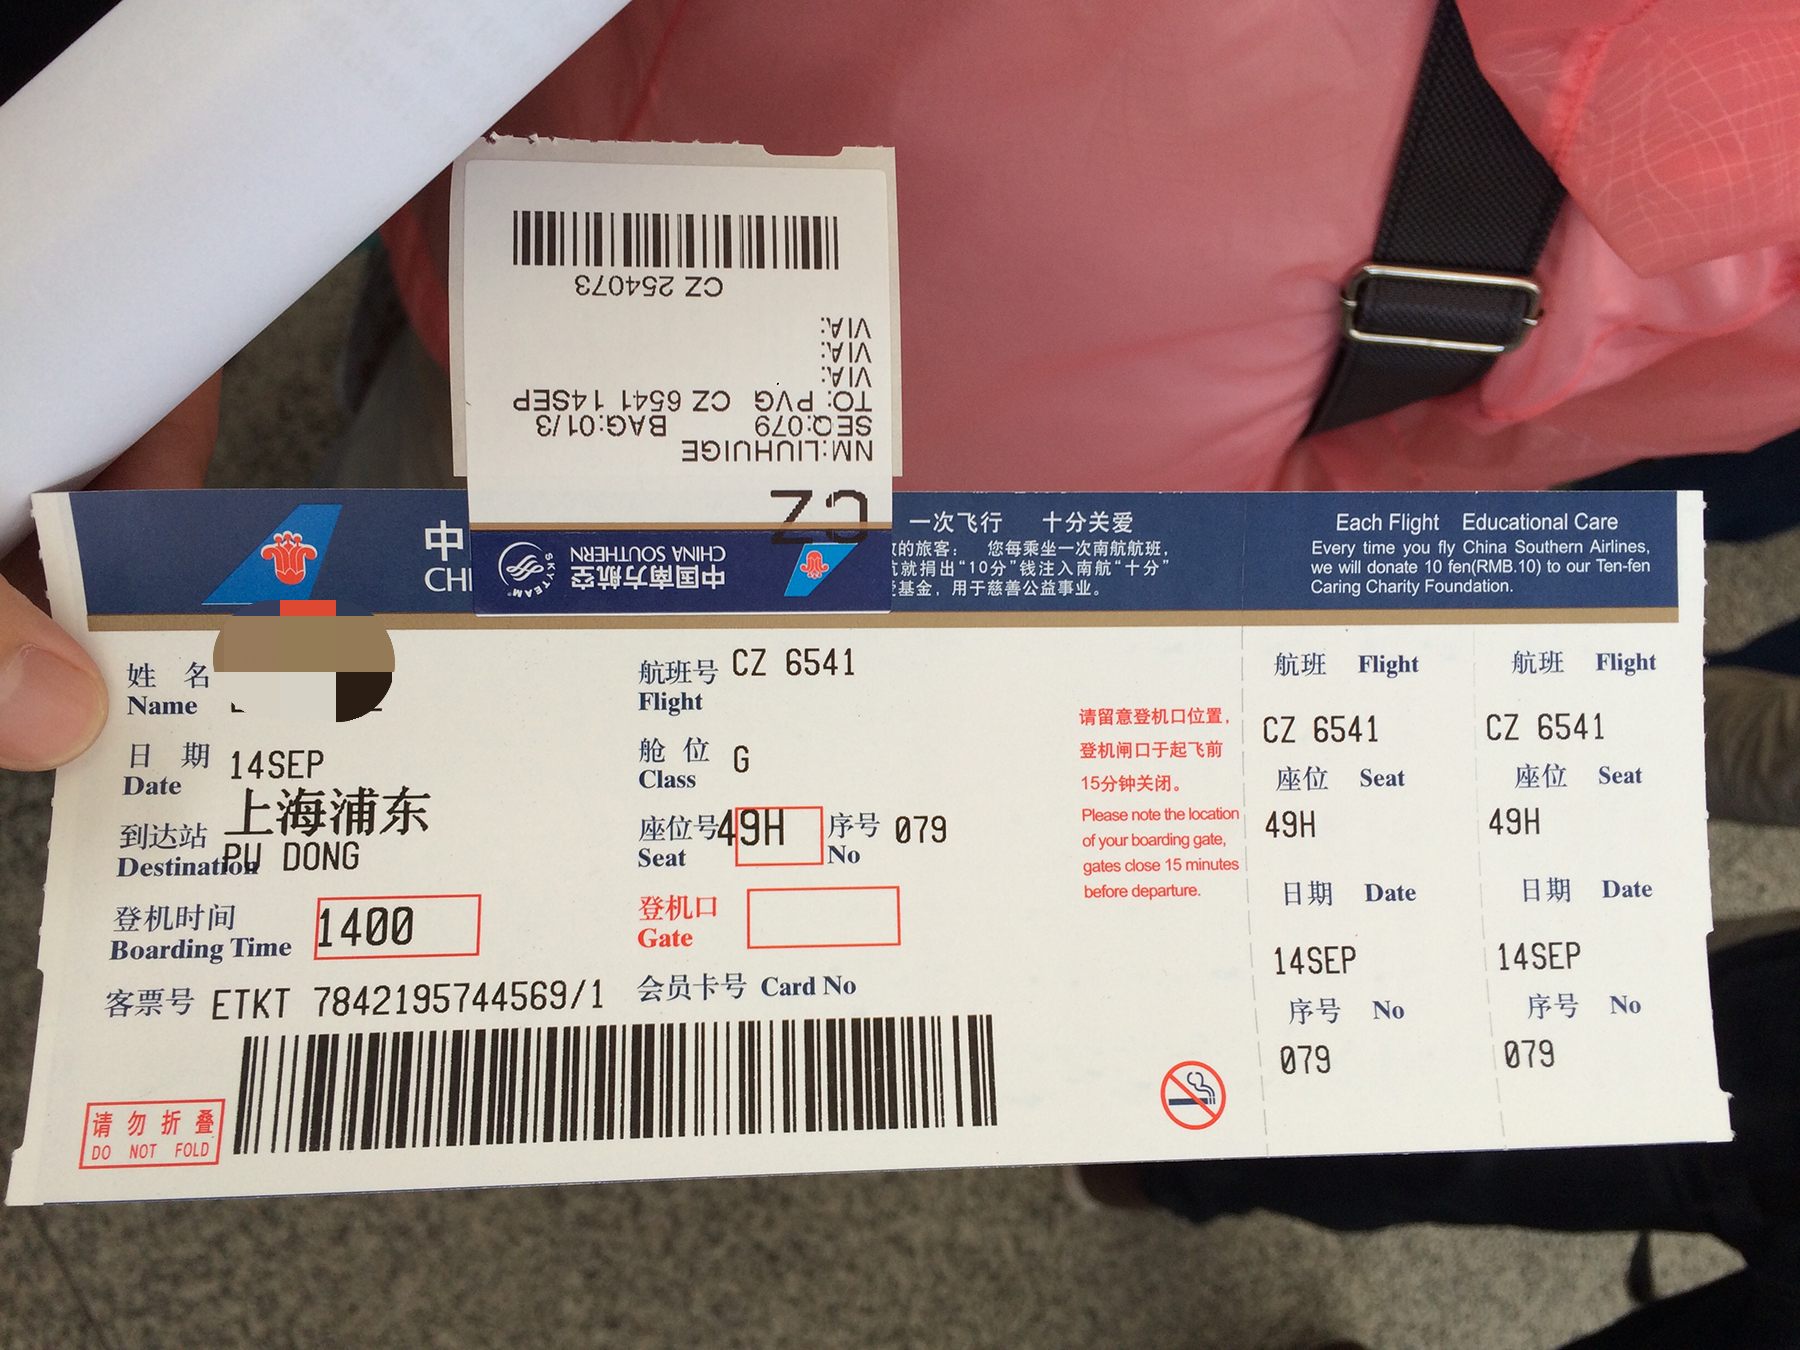 CZ
NM:LIUHUIGE
SEQ:079 BAG:01/3
TO: PVG CZ 6541 14SEP
VIA:
VIA:
VIA:
CZ 254073
中国南方航空
CHINA SOUTHERN
SKYTEAM
中
CH
一次飞行 十分关爱
的旅客： 您每乘坐一次南航航班，
就捐出“10分”钱注入南航“十分”
基金，用于慈善公益事业。
Each Flight Educational Care
Every time you fly China Southern Airlines,
we will donate 10 fen(RMB.10) to our Ten-fen
Caring Charity Foundation.
姓 名
Name
日 期 14SEP
Date
到达站 上海浦东
Destination PU DONG
登机时间 1400
Boarding Time
客票号 ETKT 7842195744569/1
航班号 CZ 6541
Flight
舱 位 G
Class
座位号 49H 序号 079
Seat No
登机口
Gate
会员卡号 Card No
请勿折叠
DO NOT FOLD
请留意登机口位置，
登机闸口于起飞前
15分钟关闭。
Please note the location
of your boarding gate,
gates close 15 minutes
before departure.
航班 Flight
CZ 6541
座位 Seat
49H
日期 Date
14SEP
序号 No
079
航班 Flight
CZ 6541
座位 Seat
49H
日期 Date
14SEP
序号 No
079